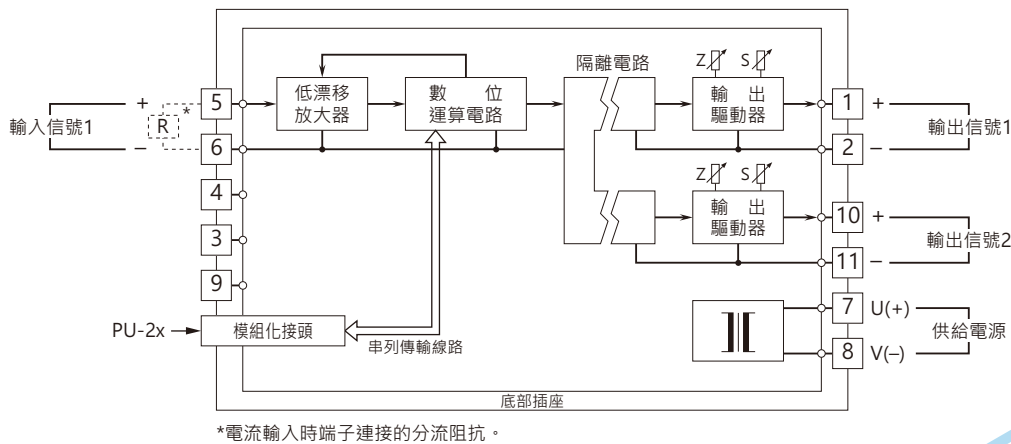 隔離電路
Z S
5
低漂移
放大器
數 位
運算電路
輸 出
驅動器
1 +
輸入信號1
+
–
R
*
輸出信號1
6
2 –
4
Z S
3
輸 出
驅動器
10 +
輸出信號2
11 –
9
7 U(+)
供給電源
8 V(–)
PU-2x
模組化接頭
串列傳輸線路
底部插座
*電流輸入時端子連接的分流阻抗。